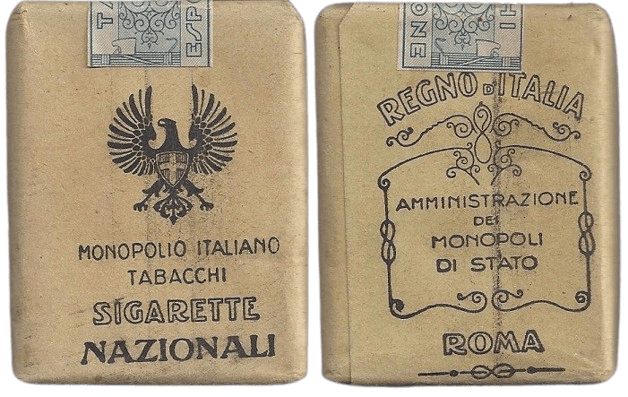 MONOPOLIO ITALIANO
TABACCHI
SIGARETTE
NAZIONALI
REGNO D'ITALIA
AMMINISTRAZIONE
DEI
MONOPOLI
DI STATO
ROMA